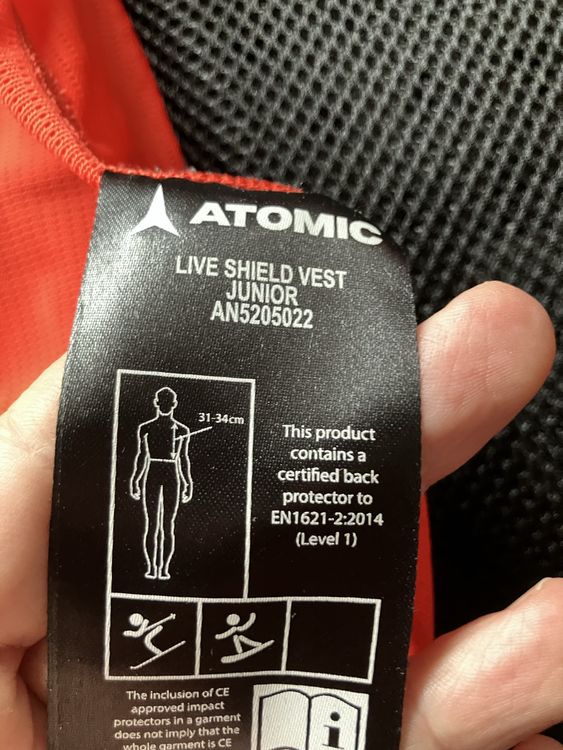 ATOMIC
LIVE SHIELD VEST
JUNIOR
AN5205022
31-34cm
This product
contains a
certified back
protector to
EN1621-2:2014
(Level 1)
The inclusion of CE
approved impact
protectors in a garment
does not imply that the
whole garment is CE
i